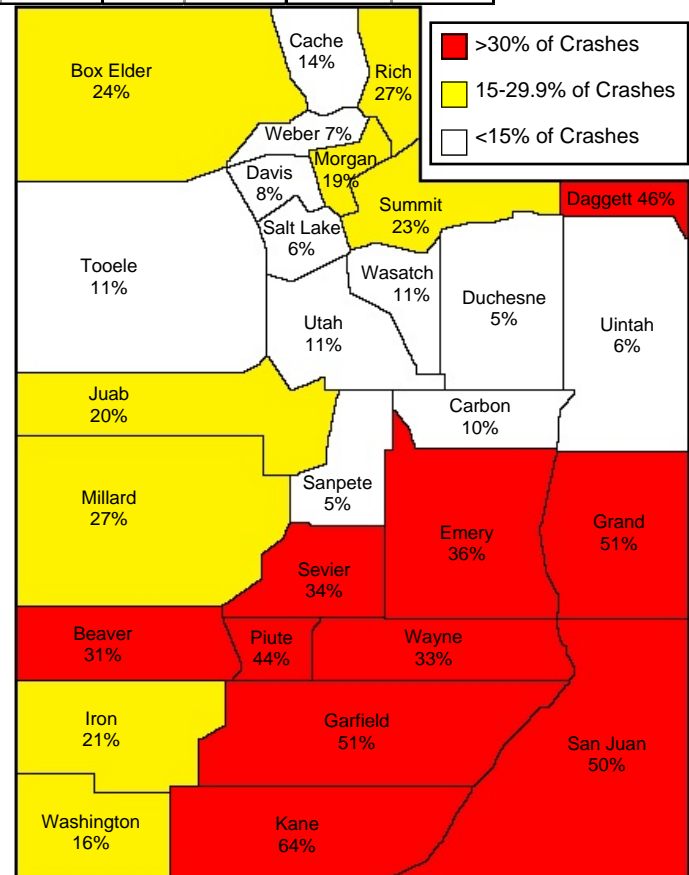 Cache
14%
Box Elder
24%
Rich
27%
>30% of Crashes
15-29.9% of Crashes
<15% of Crashes
Weber 7%
Morgan
19%
Davis
8%
Summit
23%
Daggett 46%
Salt Lake
6%
Tooele
11%
Wasatch
11%
Duchesne
5%
Uintah
6%
Utah
11%
Juab
20%
Carbon
10%
Sanpete
5%
Millard
27%
Emery
36%
Grand
51%
Sevier
34%
Beaver
31%
Piute
44%
Wayne
33%
Iron
21%
Garfield
51%
San Juan
50%
Washington
16%
Kane
64%